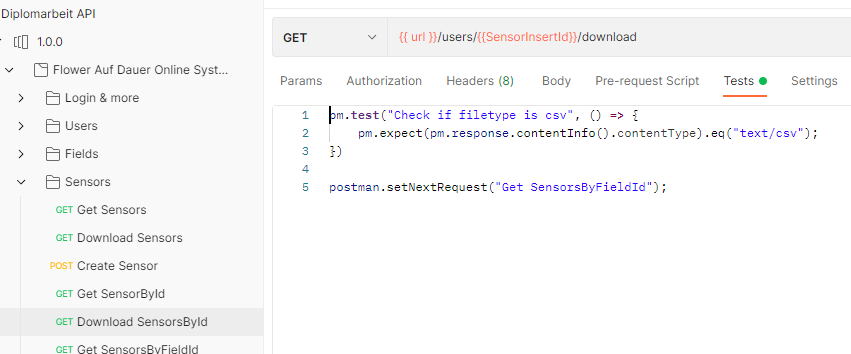 Diplomarbeit API
1.0.0
Flower Auf Dauer Online Syst...
Login & more
Users
Fields
Sensors
GET Get Sensors
GET Download Sensors
POST Create Sensor
GET Get SensorById
GET Download SensorsById
GET Get SensorsByFieldId
GET {{ url }}/users/{{SensorInsertId}}/download
Params Authorization Headers (8) Body Pre-request Script Tests Settings
1 pm.test("Check if filetype is csv", () => {
2 pm.expect(pm.response.contentInfo().contentType).eq("text/csv");
3 })
4
5 postman.setNextRequest("Get SensorsByFieldId");